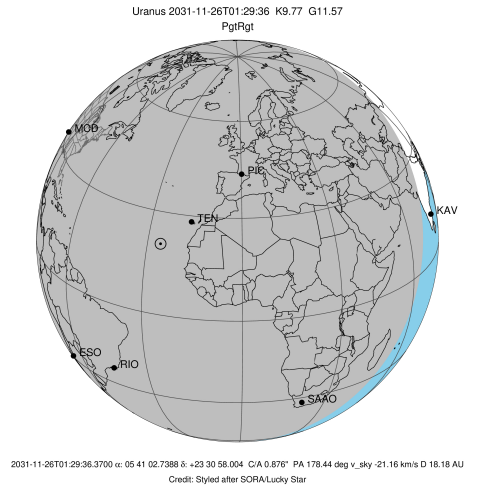 Uranus 2031-11-26T01:29:36 K9.77 G11.57
PgtRgt
MOD
PIC
KAV
TEN
ESO
RIO
SAAO
2031-11-26T01:29:36.3700 α: 05 41 02.7388 δ: +23 30 58.004 C/A 0.876" PA 178.44 deg v_sky -21.16 km/s D 18.18 AU
Credit: Styled after SORA/Lucky Star